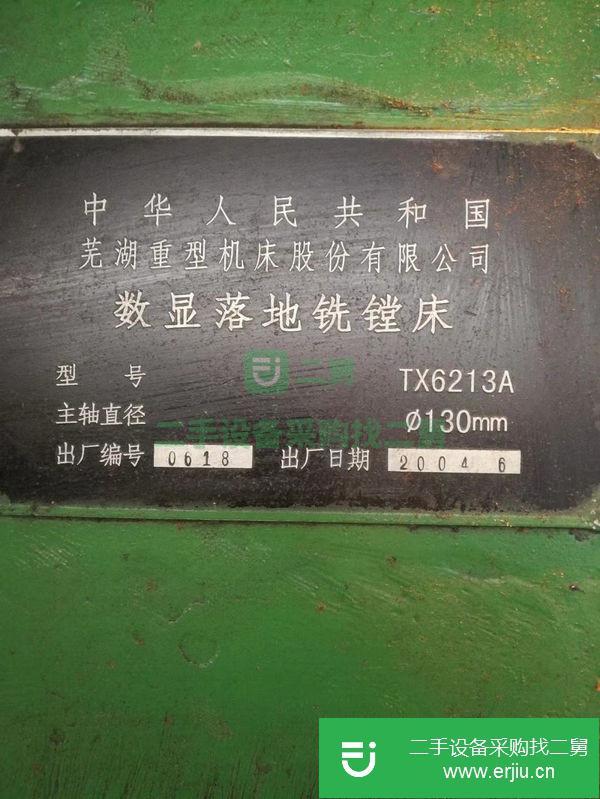 中华人民共和国
芜湖重型机床股份有限公司
数显落地铣镗床
二舅
型号 TX6213A
主轴直径 Ø130mm
二手设备采购找二舅
出厂编号 0618 出厂日期 2004 6
二手设备采购找二舅
www.erjiu.cn